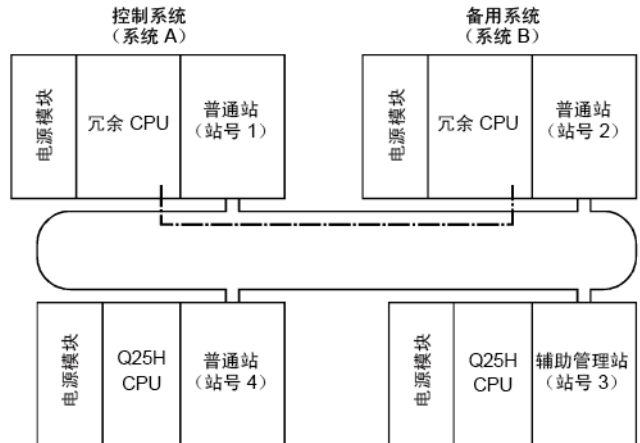 控制系统
（系统 A）
备用系统
（系统 B）
电源模块
冗余 CPU
普通站
（站号 1）
电源模块
冗余 CPU
普通站
（站号 2）
电源模块
Q25H
CPU
普通站
（站号 4）
电源模块
Q25H
CPU
辅助管理站
（站号 3）